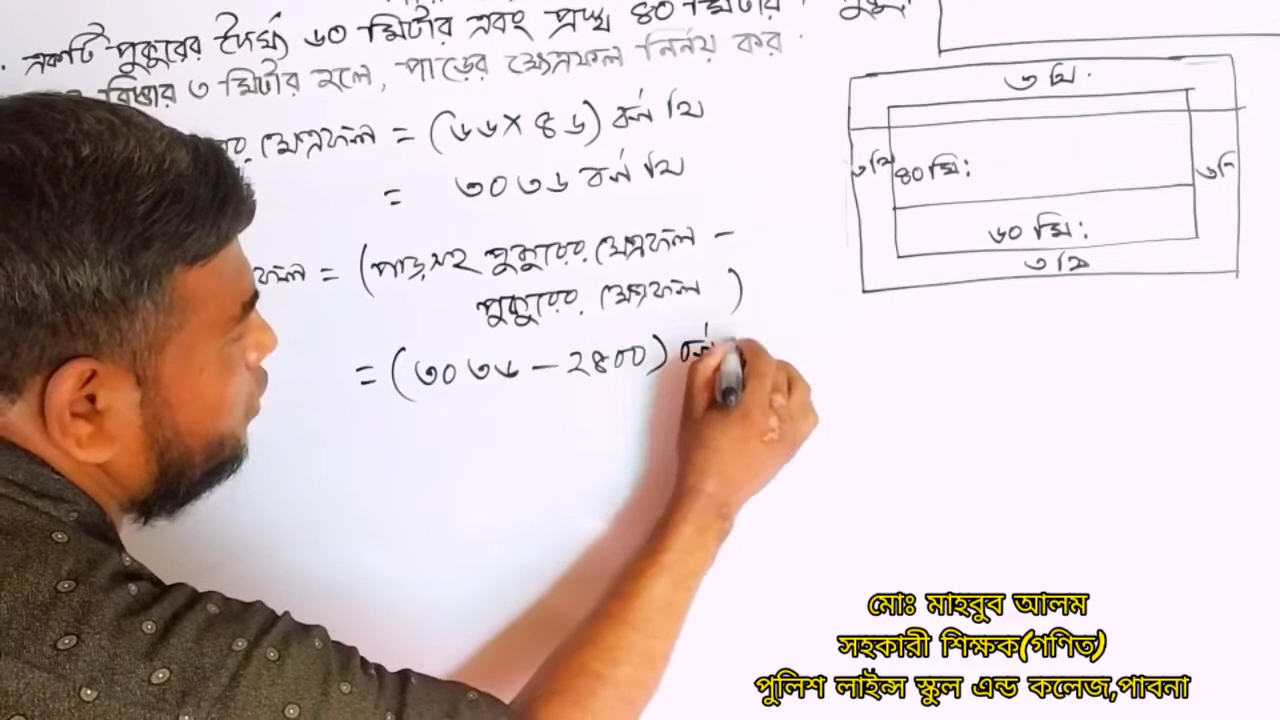 একটি পুকুরের দৈর্ঘ্য ৬০ মিটার এবং প্রস্থ ৪০ মিটার।
বিস্তার ৩ মিটার হলে, পাড়ের ক্ষেত্রফল নির্ণয় কর
ক্ষেত্রফল = (৬৬ × ৪৬) বর্গ মি
= ৩০৩৬ বর্গ মি
= (পাড়সহ পুকুরের ক্ষেত্রফল –
পুকুরের ক্ষেত্রফল)
= (৩০৩৬ – ২৪০০) বর্গ
৩ মি.
৩ মি
৪০ মি:
৩ মি
৬০ মি:
৩ মি
মোঃ মাহবুব আলম
সহকারী শিক্ষক(গণিত)
পুলিশ লাইন্স স্কুল এন্ড কলেজ,পাবনা